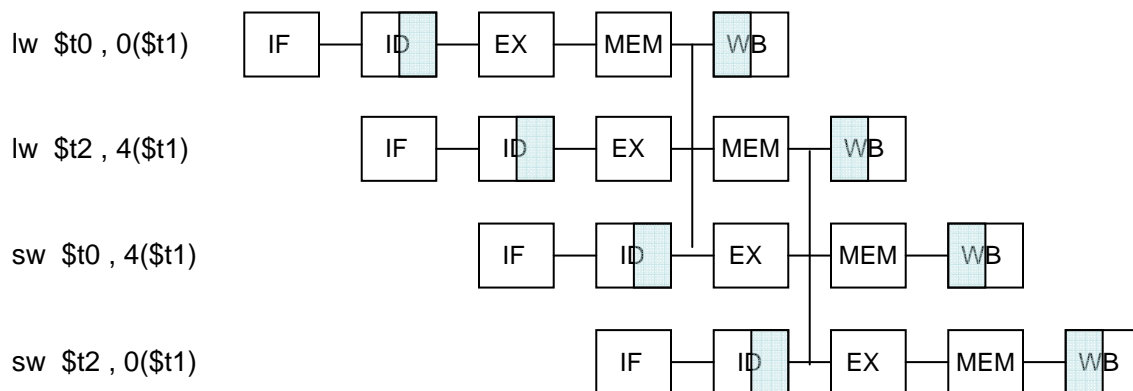 lw $t0 , 0($t1) IF ID EX MEM WB
lw $t2 , 4($t1) IF ID EX MEM WB
sw $t0 , 4($t1) IF ID EX MEM WB
sw $t2 , 0($t1) IF ID EX MEM WB